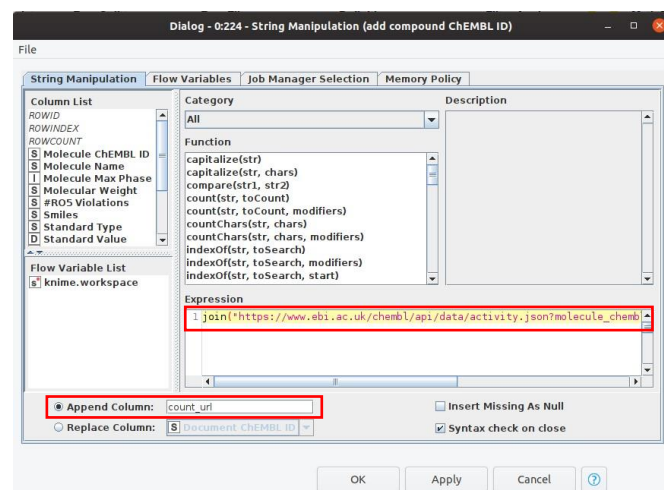 Dialog - 0:224 - String Manipulation (add compound ChEMBL ID)
File
String Manipulation Flow Variables Job Manager Selection Memory Policy
Column List
ROWID
ROWINDEX
ROWCOUNT
S Molecule ChEMBL ID
S Molecule Name
I Molecule Max Phase
S Molecular Weight
S #RO5 Violations
S Smiles
S Standard Type
D Standard Value
Flow Variable List
s knime.workspace
Category
All
Function
capitalize(str)
capitalize(str, chars)
compare(str1, str2)
count(str, toCount)
count(str, toCount, modifiers)
countChars(str, chars)
countChars(str, chars, modifiers)
indexOf(str, toSearch)
indexOf(str, toSearch, modifiers)
indexOf(str, toSearch, start)
Description
Expression
1 join("https://www.ebi.ac.uk/chembl/api/data/activity.json?molecule_chemb
Append Column: count_url
Insert Missing As Null
Replace Column: S Document ChEMBL ID
Syntax check on close
OK Apply Cancel ?